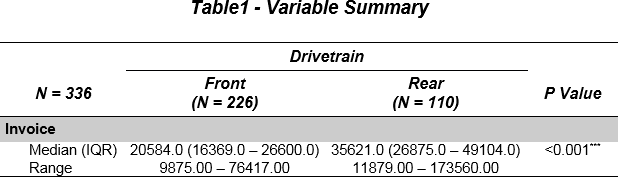 Table1 - Variable Summary
Drivetrain
N = 336 Front (N = 226) Rear (N = 110) P Value
Invoice
Median (IQR) 20584.0 (16369.0 – 26600.0) 35621.0 (26875.0 – 49104.0) <0.001***
Range 9875.00 – 76417.00 11879.00 – 173560.00